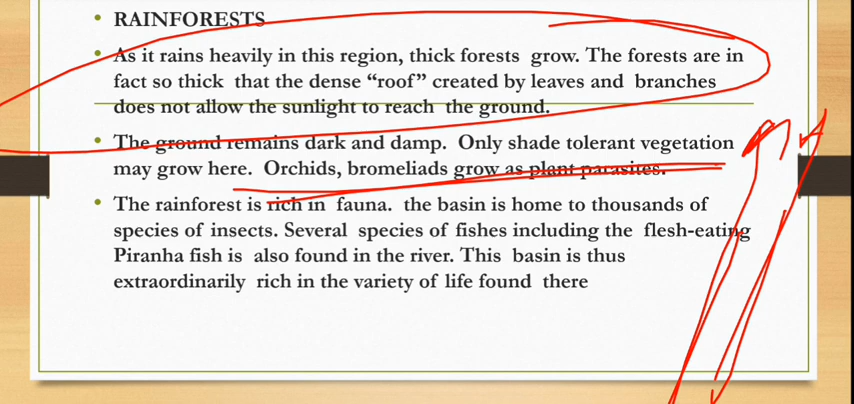 • RAINFORESTS
• As it rains heavily in this region, thick forests grow. The forests are in
fact so thick that the dense “roof” created by leaves and branches
does not allow the sunlight to reach the ground.
• The ground remains dark and damp. Only shade tolerant vegetation
may grow here. Orchids, bromeliads grow as plant parasites.
• The rainforest is rich in fauna. the basin is home to thousands of
species of insects. Several species of fishes including the flesh-eating
Piranha fish is also found in the river. This basin is thus
extraordinarily rich in the variety of life found there